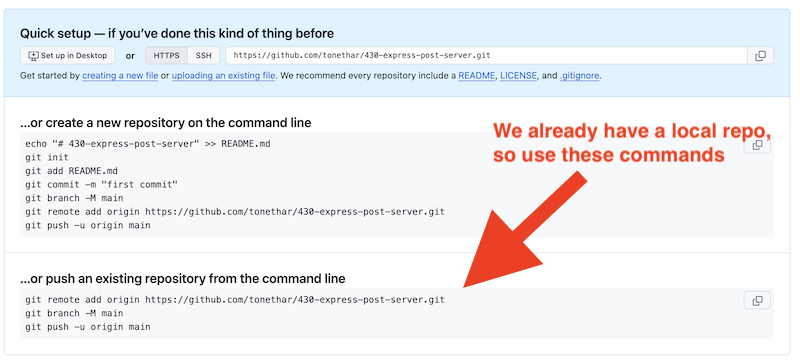 Quick setup — if you've done this kind of thing before
Set up in Desktop or HTTPS SSH https://github.com/tonethar/430-express-post-server.git
Get started by creating a new file or uploading an existing file. We recommend every repository include a README, LICENSE, and .gitignore.
...or create a new repository on the command line
echo "# 430-express-post-server" >> README.md
git init
git add README.md
git commit -m "first commit"
git branch -M main
git remote add origin https://github.com/tonethar/430-express-post-server.git
git push -u origin main
We already have a local repo,
so use these commands
...or push an existing repository from the command line
git remote add origin https://github.com/tonethar/430-express-post-server.git
git branch -M main
git push -u origin main